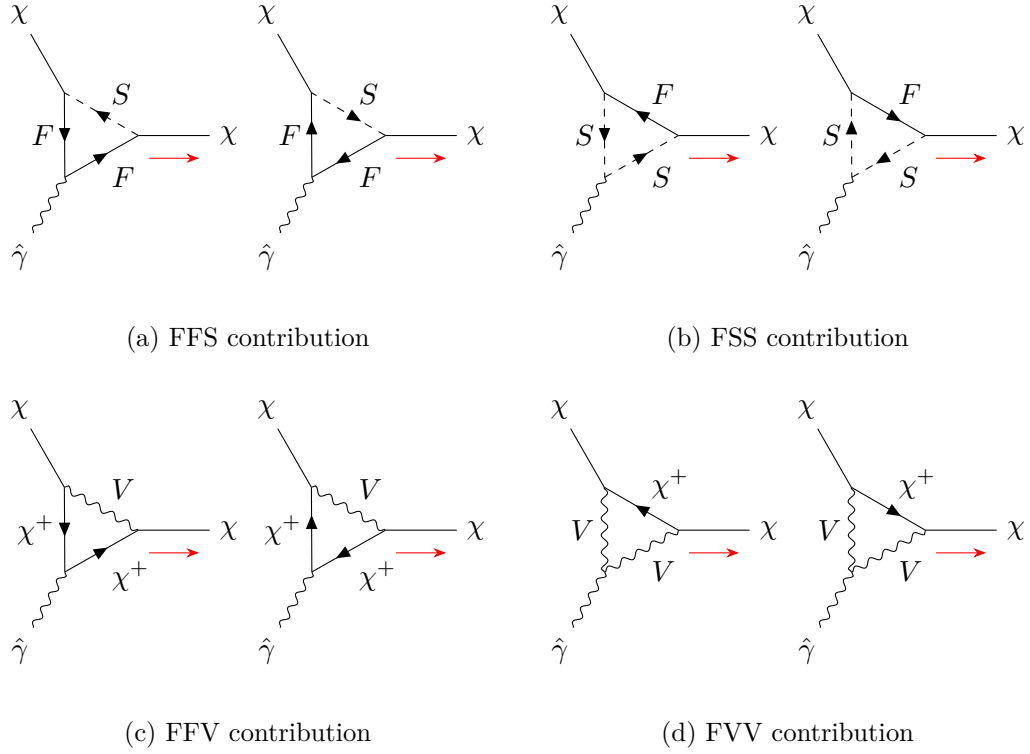 χ χ χ χ
S S F F
F F S S
χ χ χ χ
F F S S
γ̂ γ̂ γ̂ γ̂
(a) FFS contribution (b) FSS contribution
χ χ χ χ
V V χ⁺ χ⁺
χ⁺ χ⁺ V V
χ χ χ χ
χ⁺ χ⁺ V V
γ̂ γ̂ γ̂ γ̂
(c) FFV contribution (d) FVV contribution